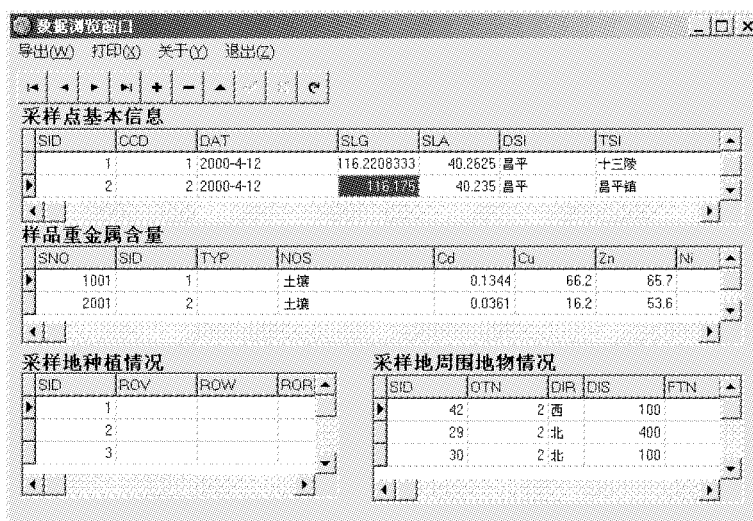 数据浏览窗口
导出(W) 打印(X) 关于(Y) 退出(Z)
采样点基本信息
SID CCD DAT SLG SLA DSI TSI
1 1 2000-4-12 116.2208333 40.2625 昌平 十三陵
2 2 2000-4-12 116.175 40.235 昌平 昌平镇
样品重金属含量
SNO SID TYP NOS Cd Cu Zn Ni
1001 1 土壤 0.1344 66.2 65.7
2001 2 土壤 0.0361 16.2 53.6
采样地种植情况
SID ROV ROW ROR
1
2
3
采样地周围地物情况
SID OTN DIR DIS FTN
42 2 西 100
29 2 北 400
30 2 北 100